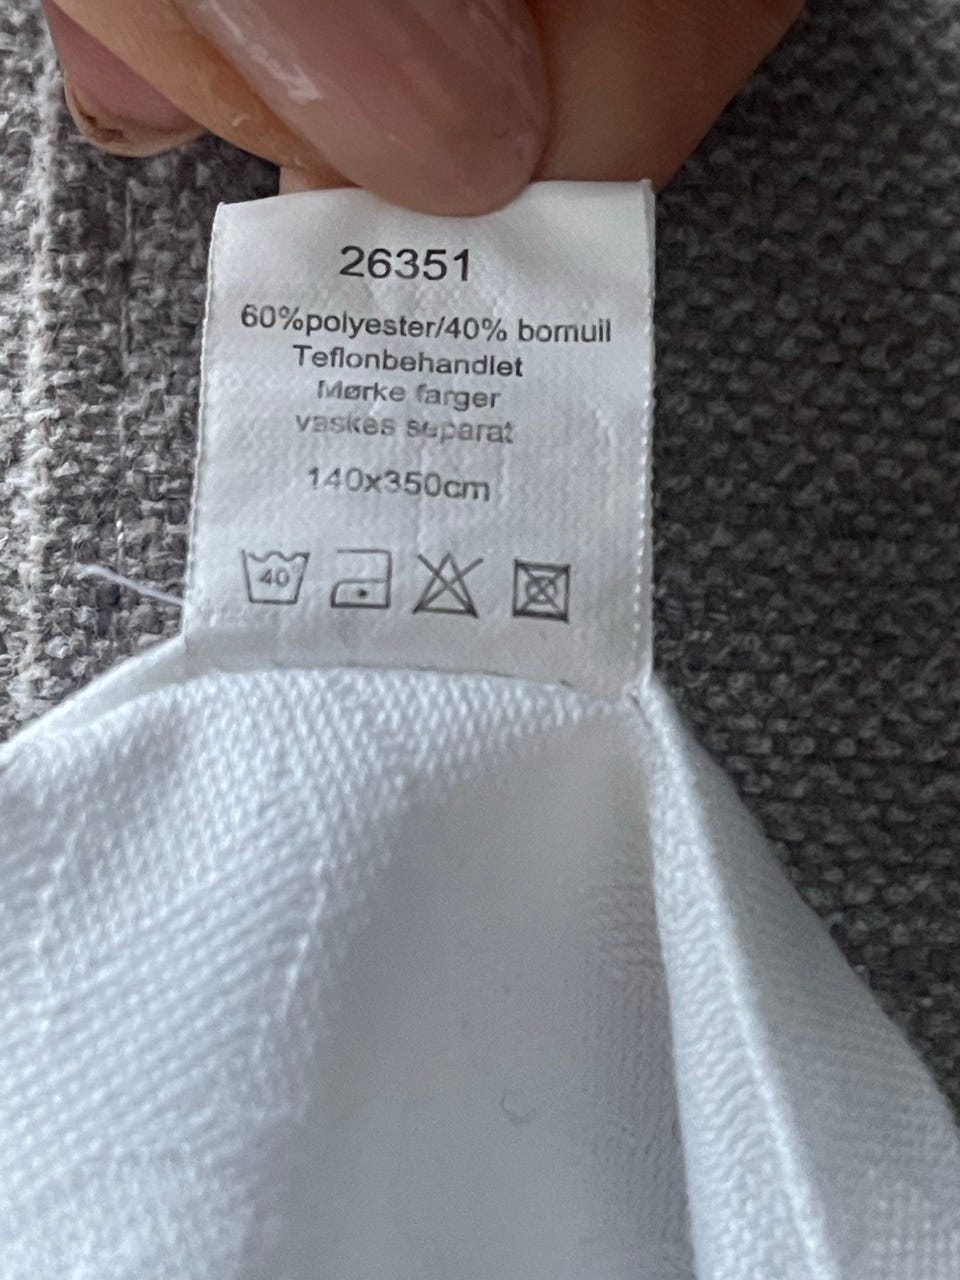 26351
60%polyester/40% bomuil
Teflonbehandlet
Mørke farger
vaskes separat
140x350cm
40